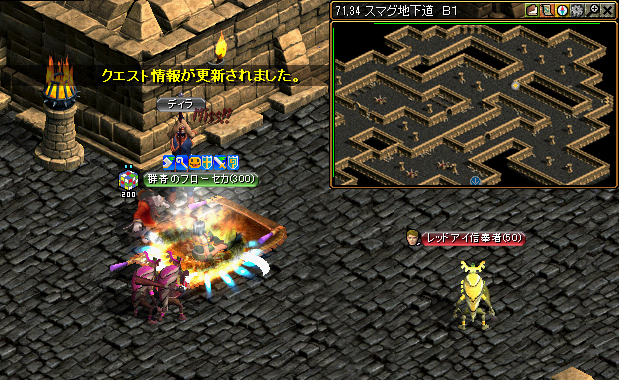 71,34 スマグ地下道 B1
クエスト情報が更新されました。
ディラ
Miss!!
群青のフローセカ(300)
200
レッドアイ信奉者(50)